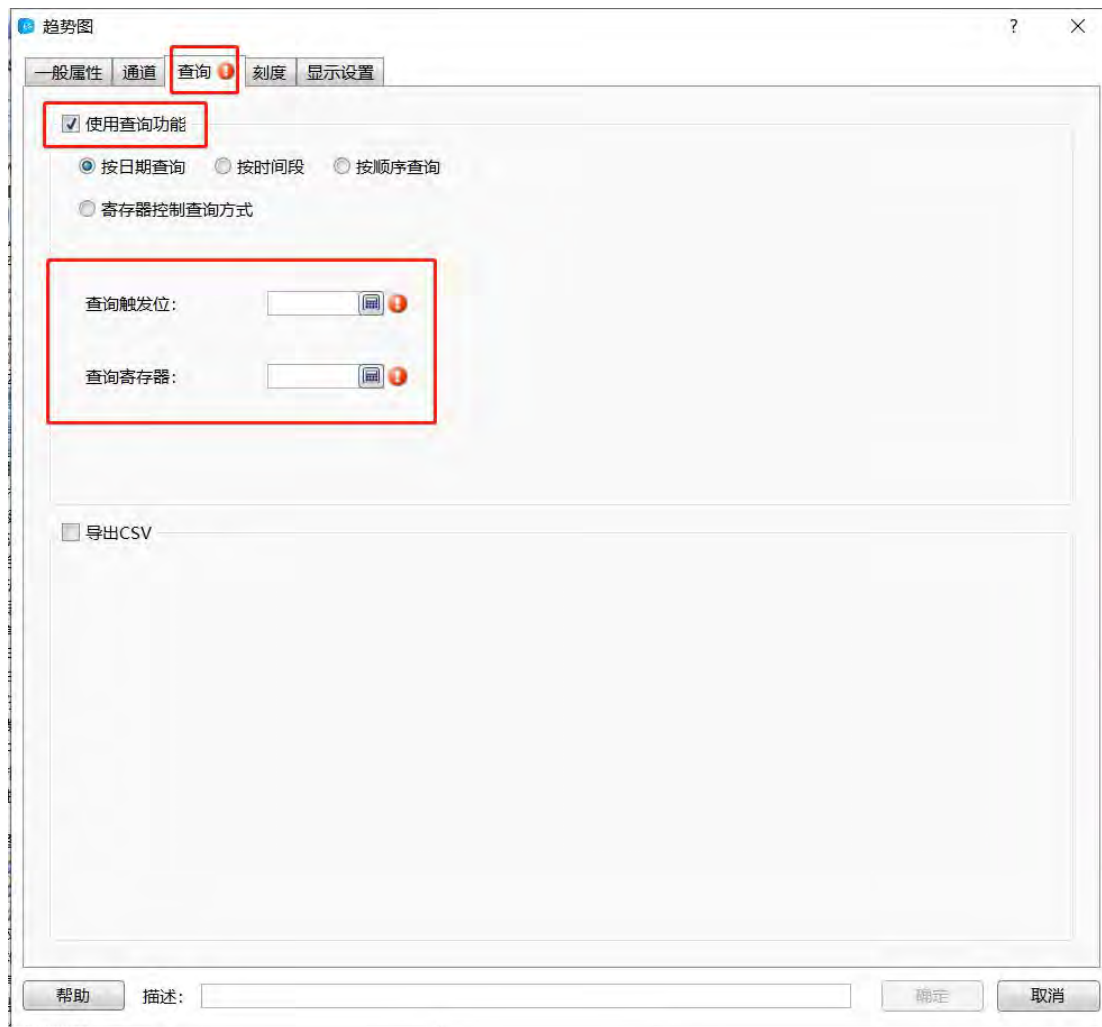 趋势图
一般属性 通道 查询 刻度 显示设置
使用查询功能
按日期查询 按时间段 按顺序查询
寄存器控制查询方式
查询触发位：
查询寄存器：
导出CSV
帮助 描述： 确定 取消